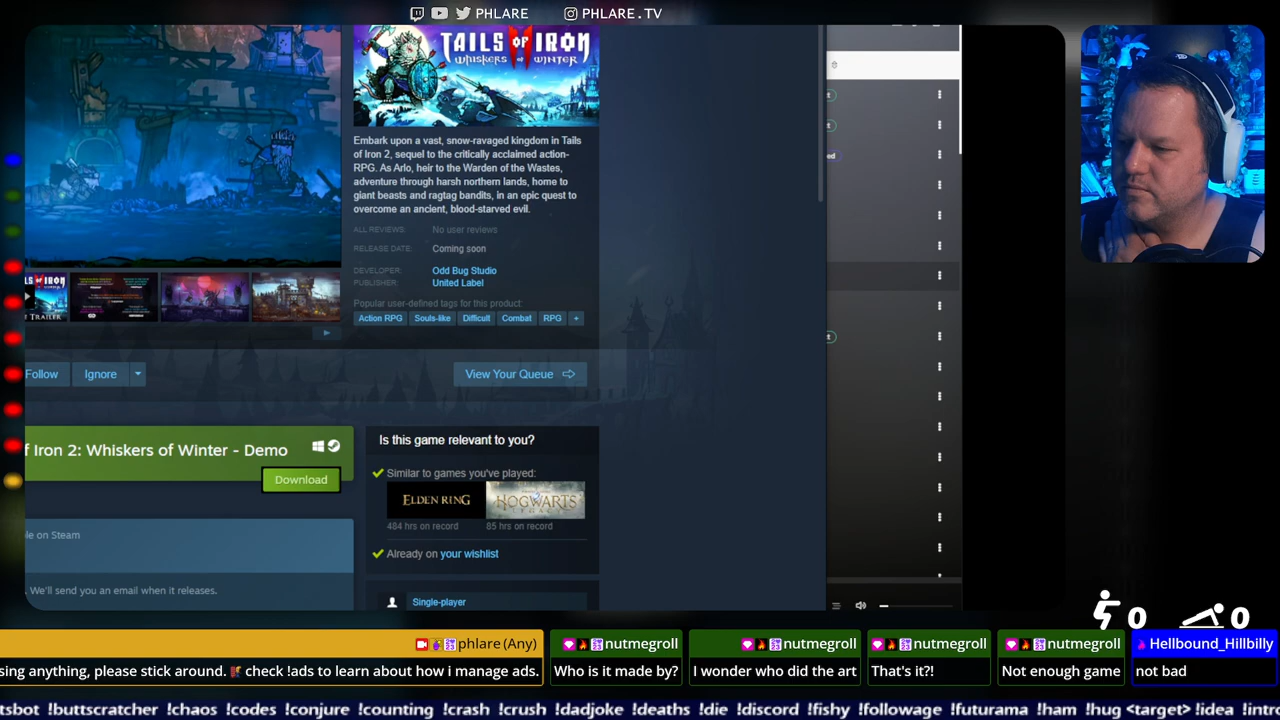 PHLARE PHLARE.TV
TAILS OF IRON II
WHISKERS OF WINTER
Embark upon a vast, snow-ravaged kingdom in Tails
of Iron 2, sequel to the critically acclaimed action-
RPG. As Arlo, heir to the Warden of the Wastes,
adventure through harsh northern lands, home to
giant beasts and ragtag bandits, in an epic quest to
overcome an ancient, blood-starved evil.
ALL REVIEWS: No user reviews
RELEASE DATE: Coming soon
DEVELOPER: Odd Bug Studio
PUBLISHER: United Label
Popular user-defined tags for this product:
Action RPG Souls-like Difficult Combat RPG +
TRAILER
Follow Ignore View Your Queue
f Iron 2: Whiskers of Winter - Demo
Download
Is this game relevant to you?
Similar to games you've played:
ELDEN RING HOGWARTS
484 hrs on record 85 hrs on record
Already on your wishlist
le on Steam
. We'll send you an email when it releases.
Single-player
0 0
phlare (Any) nutmegroll nutmegroll nutmegroll nutmegroll Hellbound_Hillbilly
sing anything, please stick around. check !ads to learn about how i manage ads. Who is it made by? I wonder who did the art That's it?! Not enough game not bad
tsbot !buttscratcher !chaos !codes !conjure !counting !crash !crush !dadjoke !deaths !die !discord !fishy !followage !futurama !ham !hug <target> !idea !intro